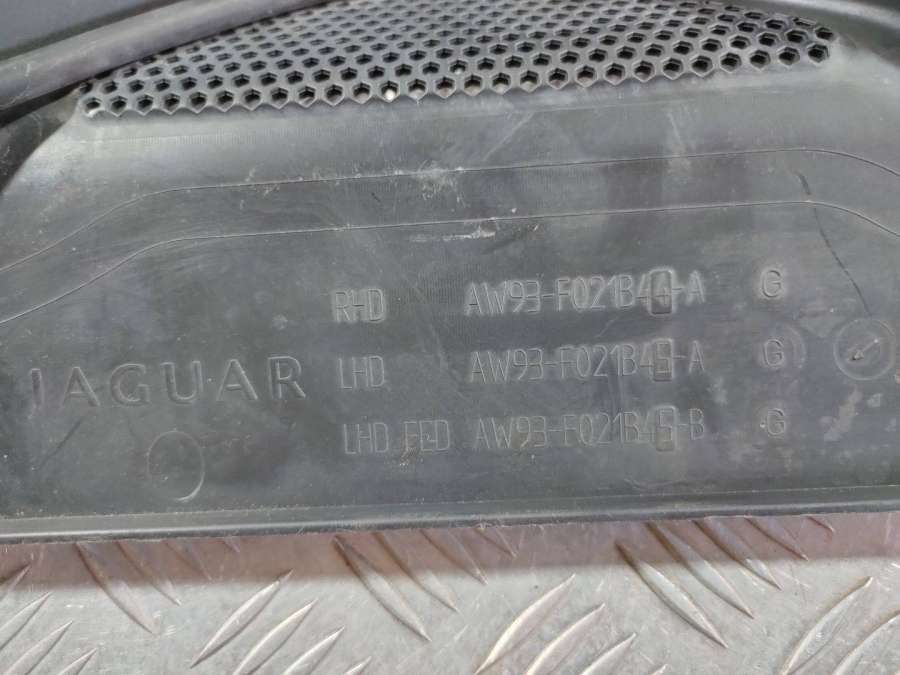 RHD AW93-F021B44-A G
JAGUAR LHD AW93-F021B45-A G
LHD FED AW93-F021B45-B G